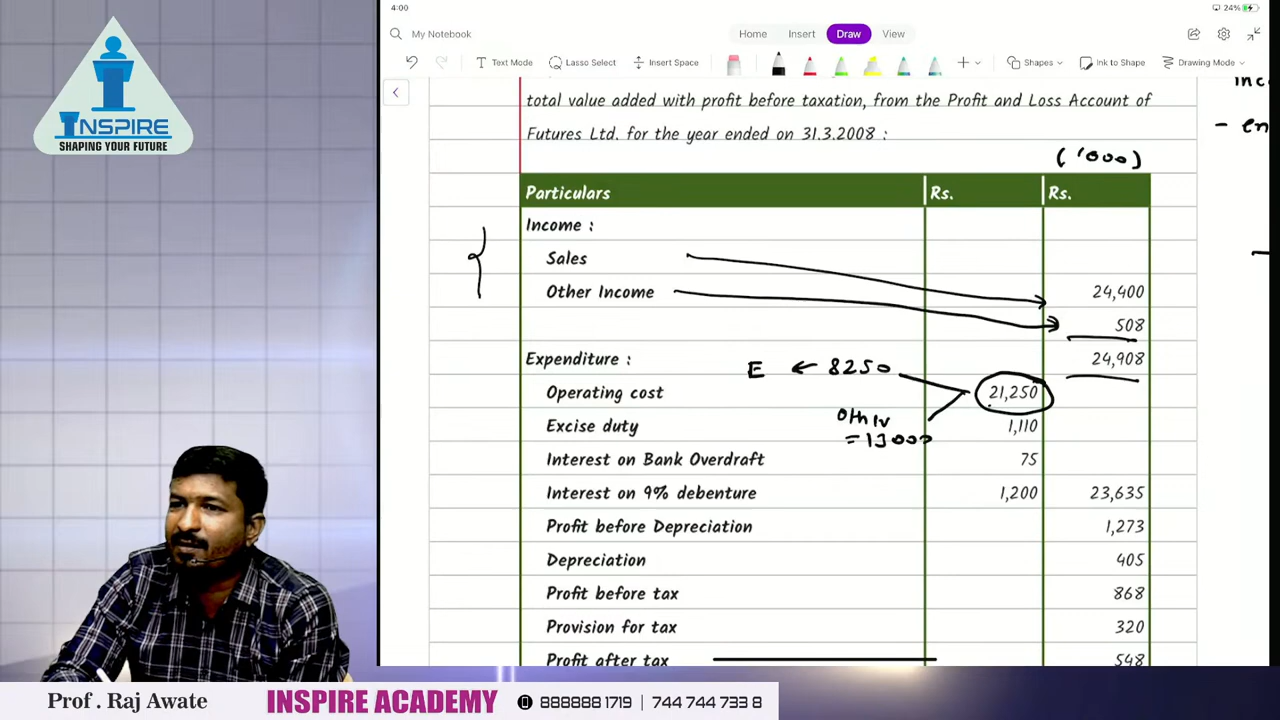 4:00
24%
My Notebook
Home Insert Draw View
Text Mode Lasso Select Insert Space Shapes Ink to Shape Drawing Mode
INSPIRE
SHAPING YOUR FUTURE
total value added with profit before taxation, from the Profit and Loss Account of
Futures Ltd. for the year ended on 31.3.2008 :
- en
('000)
Particulars Rs. Rs.
Income :
Sales
Other Income 24,400
508
Expenditure : E ← 8250 24,908
Operating cost 21,250
Excise duty 1,110
= 13000
Interest on Bank Overdraft 75
Interest on 9% debenture 1,200 23,635
Profit before Depreciation 1,273
Depreciation 405
Profit before tax 868
Provision for tax 320
Profit after tax 548
Prof. Raj Awate INSPIRE ACADEMY 888888 1719 | 744 744 733 8